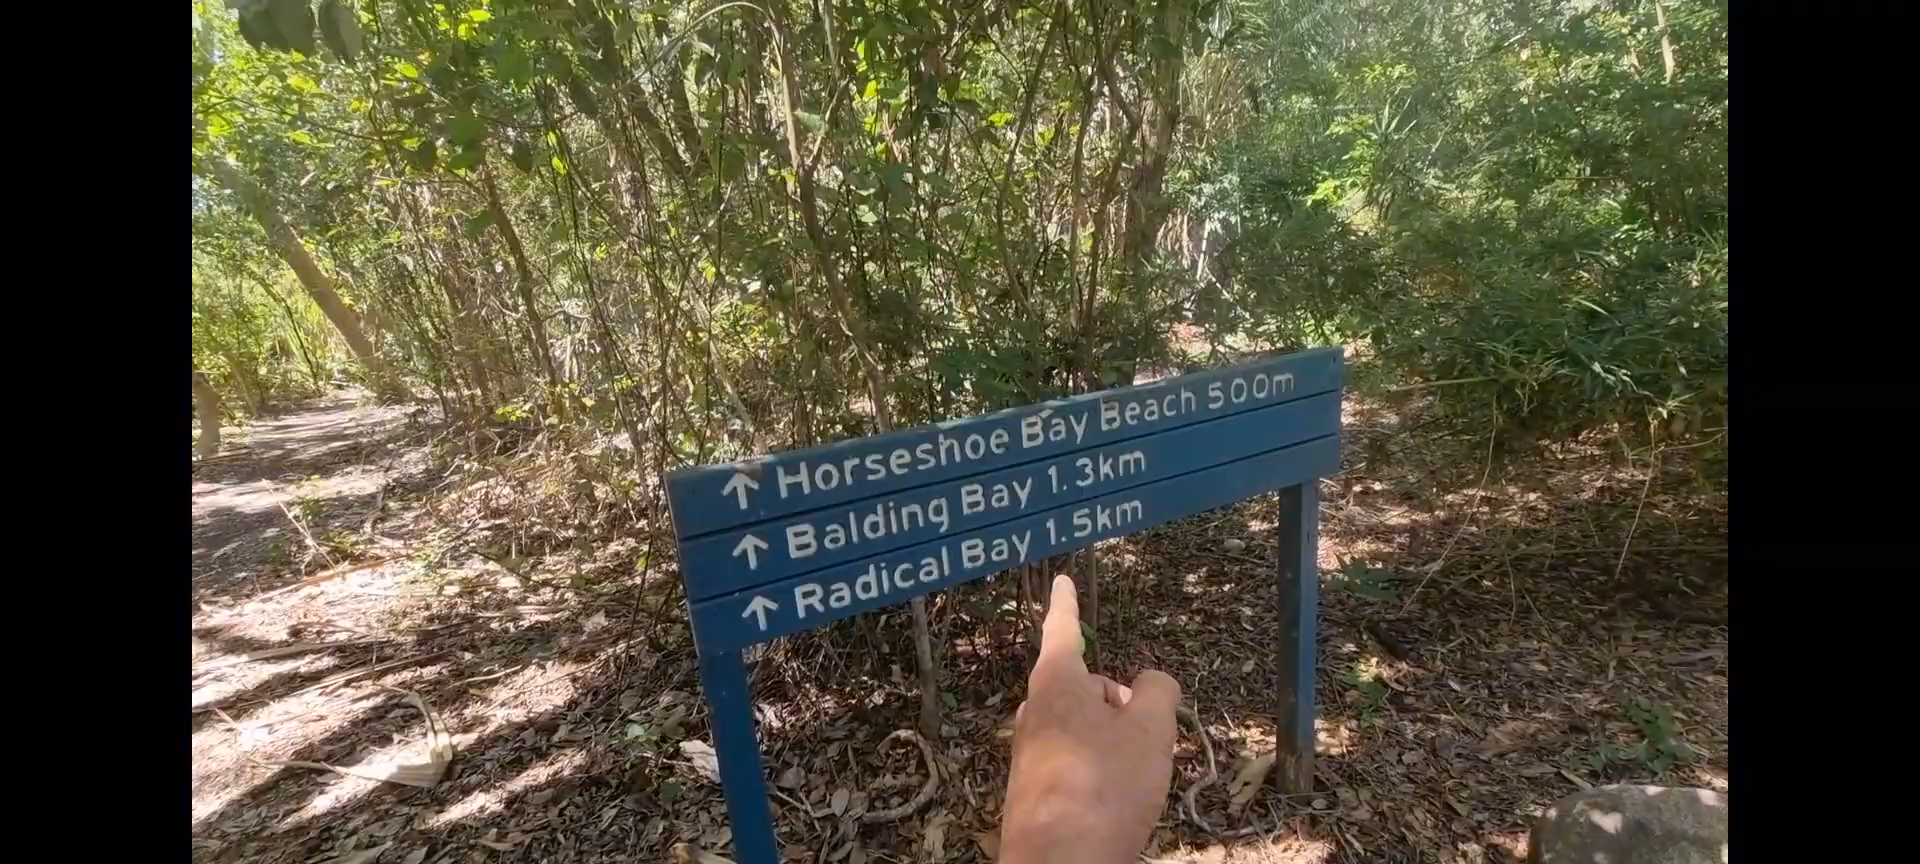 ↑ Horseshoe Bay Beach 500m
↑ Balding Bay 1.3km
↑ Radical Bay 1.5km